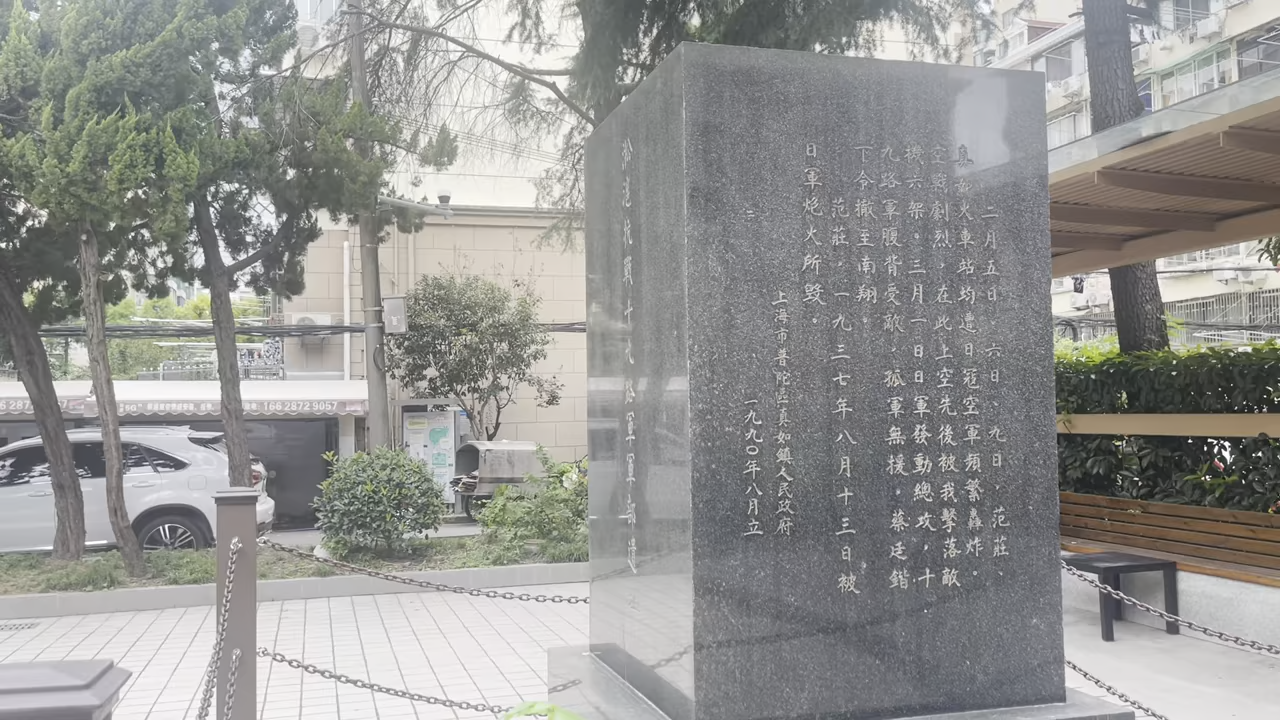 二月五日、六日、九日，范莊、
真如火車站均遭日寇空軍頻繁轟炸。
空戰劇烈，在此上空先後被我擊落敵
機六架。三月一日日軍發動總攻，十
九路軍腹背受敵，孤軍無援。蔡廷鍇
下令撤至南翔。
范莊，一九三七年八月十三日被
日軍炮火所毀。
上海市普陀區真如鎮人民政府
一九九〇年八月立
淞滬抗戰十九路軍軍部遺
166 2872 9057